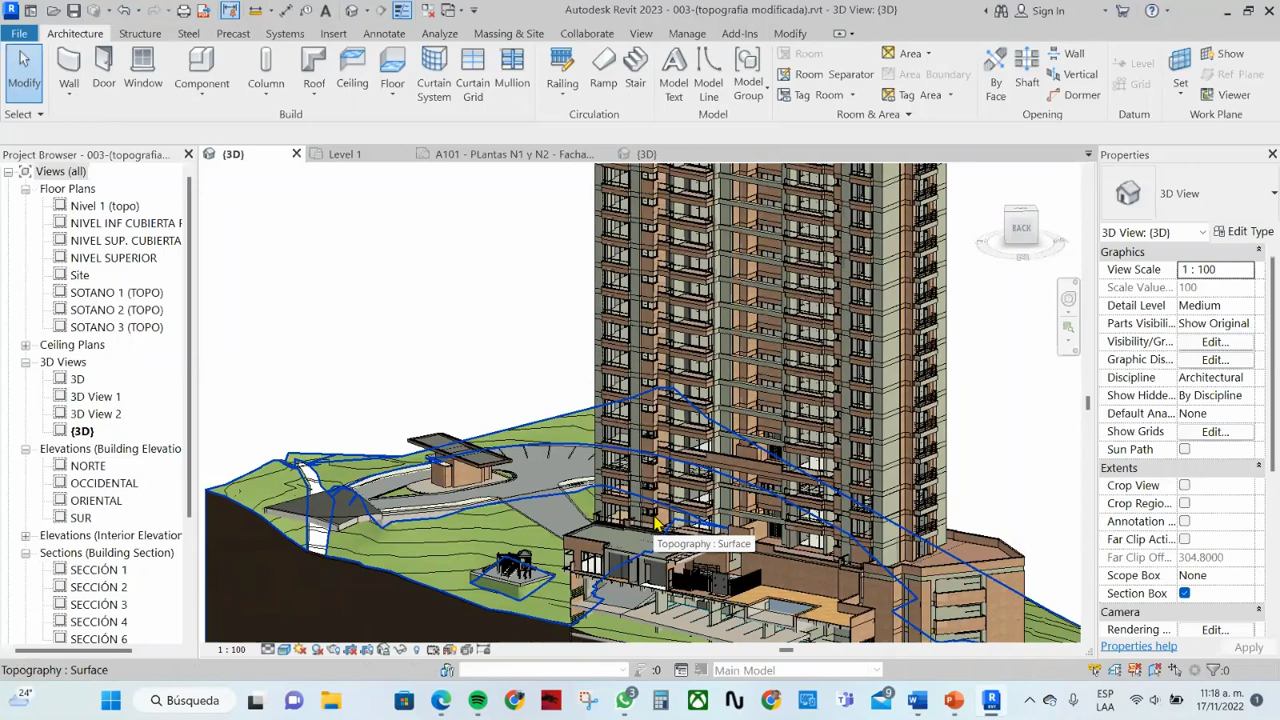 Autodesk Revit 2023 - 003-(topografia modificada).rvt - 3D View: {3D}
Sign In
File Architecture Structure Steel Precast Systems Insert Annotate Analyze Massing & Site Collaborate View Manage Add-Ins Modify
Modify Wall Door Window Component Column Roof Ceiling Floor Curtain System Curtain Grid Mullion Railing Ramp Stair Model Text Model Line Model Group
Room Area
Room Separator Area Boundary
Tag Room Tag Area
By Face Shaft Wall Vertical Dormer
Level Grid
Set Show Ref Plane Viewer
Select Build Circulation Model Room & Area Opening Datum Work Plane
Project Browser - 003-(topografia...
{3D} Level 1 A101 - PLantas N1 y N2 - Facha... {3D}
Properties
Views (all)
Floor Plans
Nivel 1 (topo)
NIVEL INF CUBIERTA
NIVEL SUP. CUBIERTA
NIVEL SUPERIOR
Site
SOTANO 1 (TOPO)
SOTANO 2 (TOPO)
SOTANO 3 (TOPO)
Ceiling Plans
3D Views
3D
3D View 1
3D View 2
{3D}
Elevations (Building Elevatio
NORTE
OCCIDENTAL
ORIENTAL
SUR
Elevations (Interior Elevation
Sections (Building Section)
SECCIÓN 1
SECCIÓN 2
SECCIÓN 3
SECCIÓN 4
SECCIÓN 6
BACK
Topography : Surface
3D View
3D View: {3D} Edit Type
Graphics
View Scale 1 : 100
Scale Value... 100
Detail Level Medium
Parts Visibili... Show Original
Visibility/Gr... Edit...
Graphic Dis... Edit...
Discipline Architectural
Show Hidde... By Discipline
Default Ana... None
Show Grids Edit...
Sun Path
Extents
Crop View
Crop Regio...
Annotation ...
Far Clip Acti...
Far Clip Off... 304.8000
Scope Box None
Section Box
Camera
Rendering ... Edit...
Properties help Apply
1 : 100
Topography : Surface :0 Main Model :0
24° Búsqueda 3 9 ESP LAA 11:18 a. m. 17/11/2022